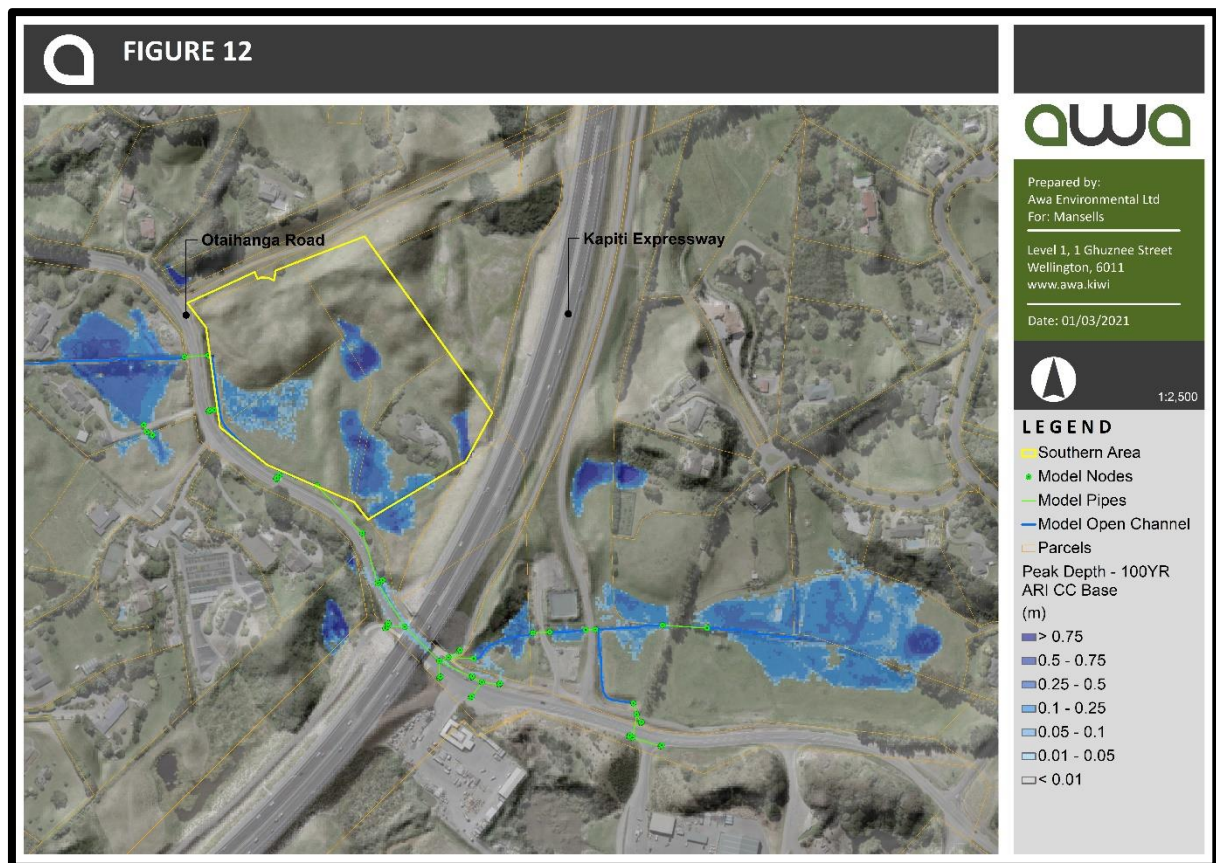 FIGURE 12
Otaihanga Road
Kapiti Expressway
awa
Prepared by:
Awa Environmental Ltd
For: Mansells
Level 1, 1 Ghuznee Street
Wellington, 6011
www.awa.kiwi
Date: 01/03/2021
1:2,500
LEGEND
Southern Area
Model Nodes
Model Pipes
Model Open Channel
Parcels
Peak Depth - 100YR
ARI CC Base
(m)
> 0.75
0.5 - 0.75
0.25 - 0.5
0.1 - 0.25
0.05 - 0.1
0.01 - 0.05
< 0.01